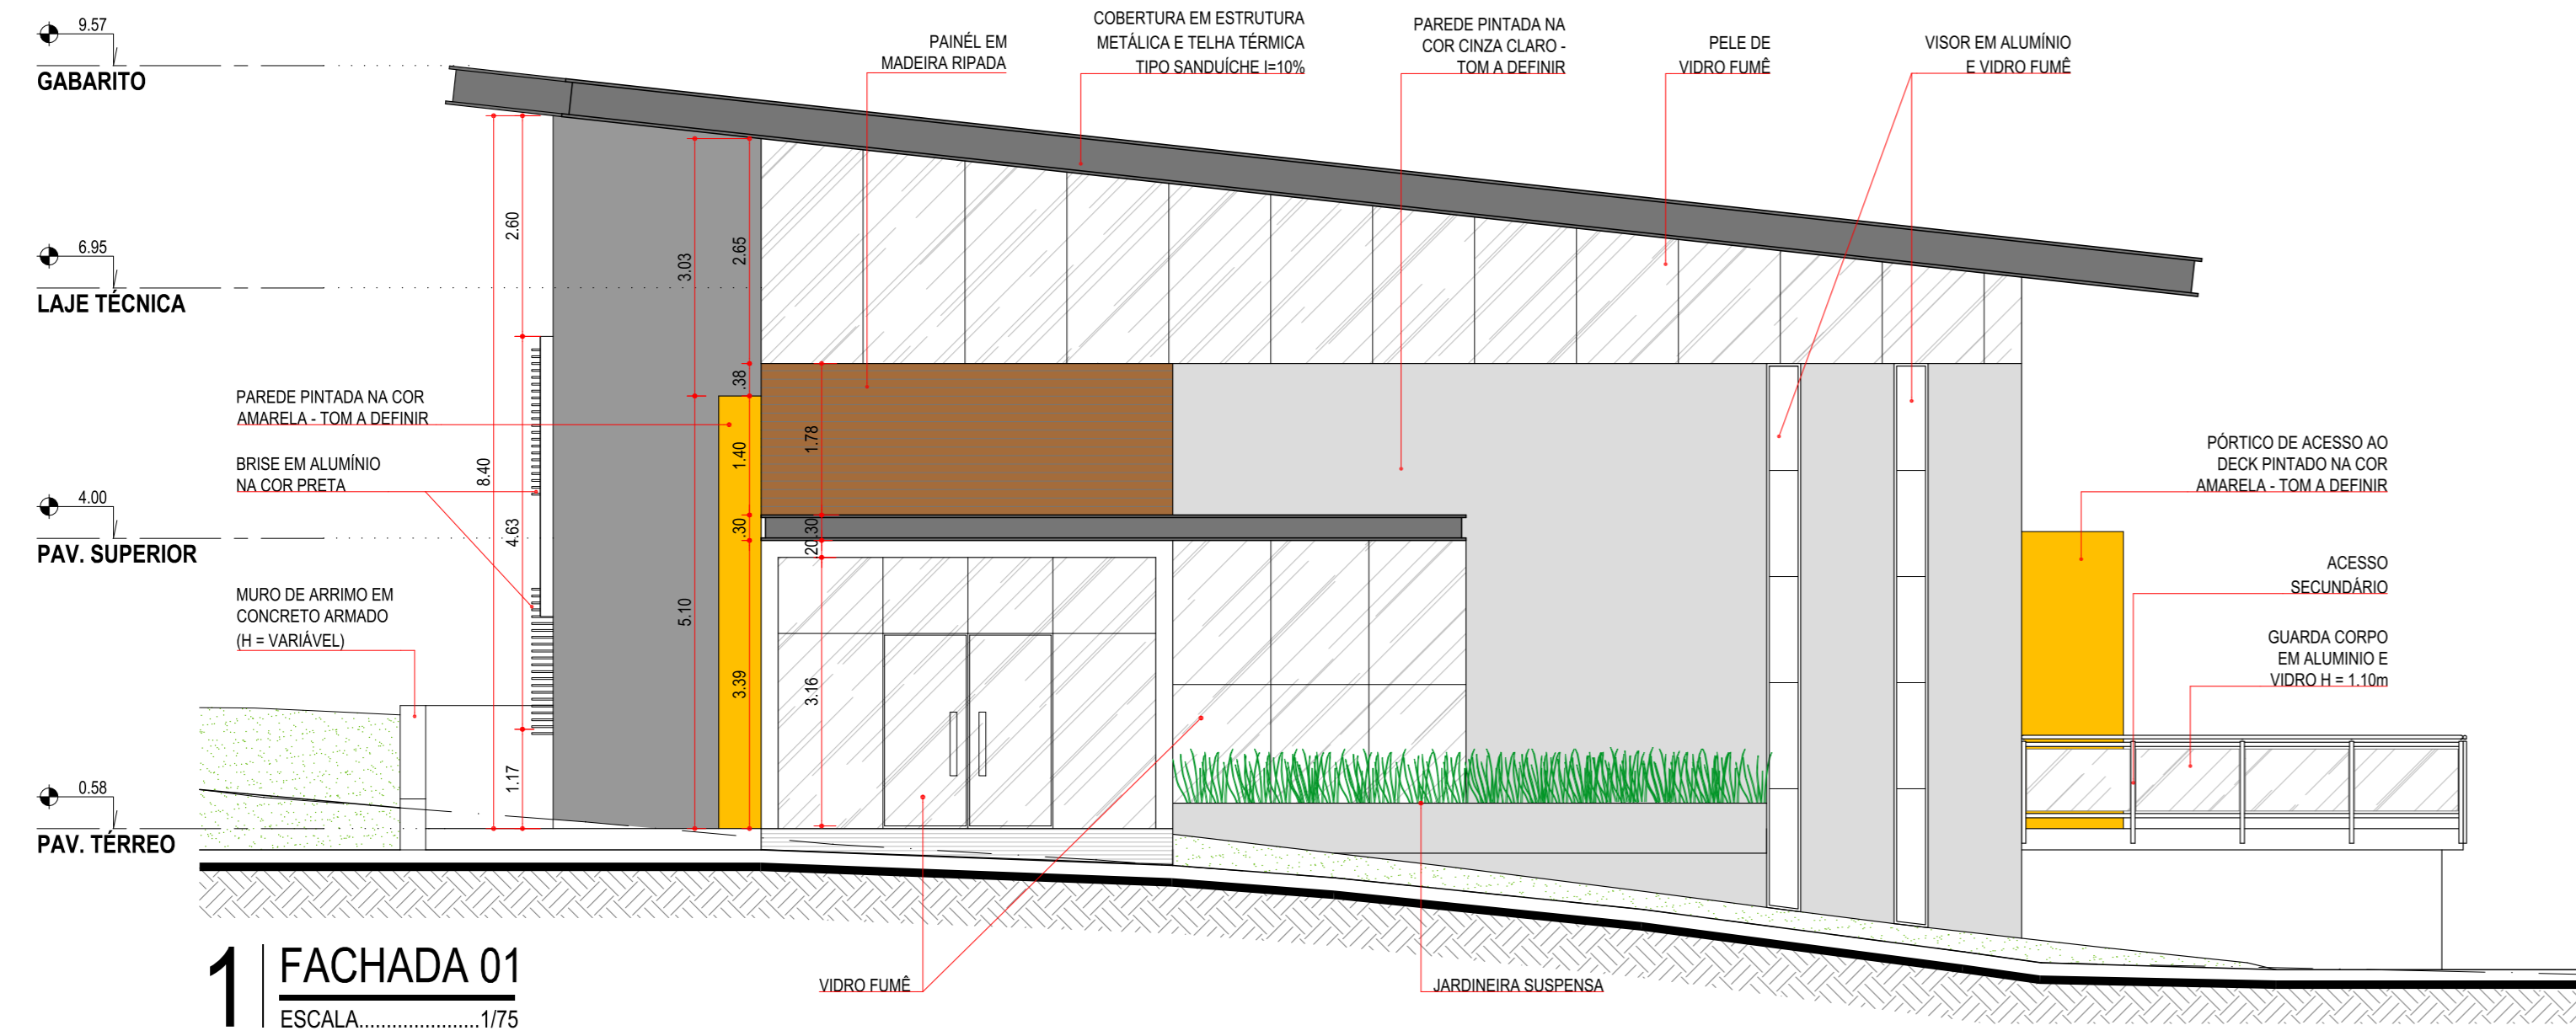 9.57
GABARITO
6.95
LAJE TÉCNICA
4.00
PAV. SUPERIOR
0.58
PAV. TÉRREO
PAINÉL EM
MADEIRA RIPADA
COBERTURA EM ESTRUTURA
METÁLICA E TELHA TÉRMICA
TIPO SANDUÍCHE I=10%
PAREDE PINTADA NA
COR CINZA CLARO -
TOM A DEFINIR
PELE DE
VIDRO FUMÊ
VISOR EM ALUMÍNIO
E VIDRO FUMÊ
PAREDE PINTADA NA COR
AMARELA - TOM A DEFINIR
BRISE EM ALUMÍNIO
NA COR PRETA
MURO DE ARRIMO EM
CONCRETO ARMADO
(H = VARIÁVEL)
8.40
2.60
4.63
1.17
3.03
5.10
2.65
.38
1.40
.30
3.39
1.78
.30
.20
3.16
PÓRTICO DE ACESSO AO
DECK PINTADO NA COR
AMARELA - TOM A DEFINIR
ACESSO
SECUNDÁRIO
GUARDA CORPO
EM ALUMINIO E
VIDRO H = 1.10m
VIDRO FUMÊ
JARDINEIRA SUSPENSA
1
FACHADA 01
ESCALA......................1/75